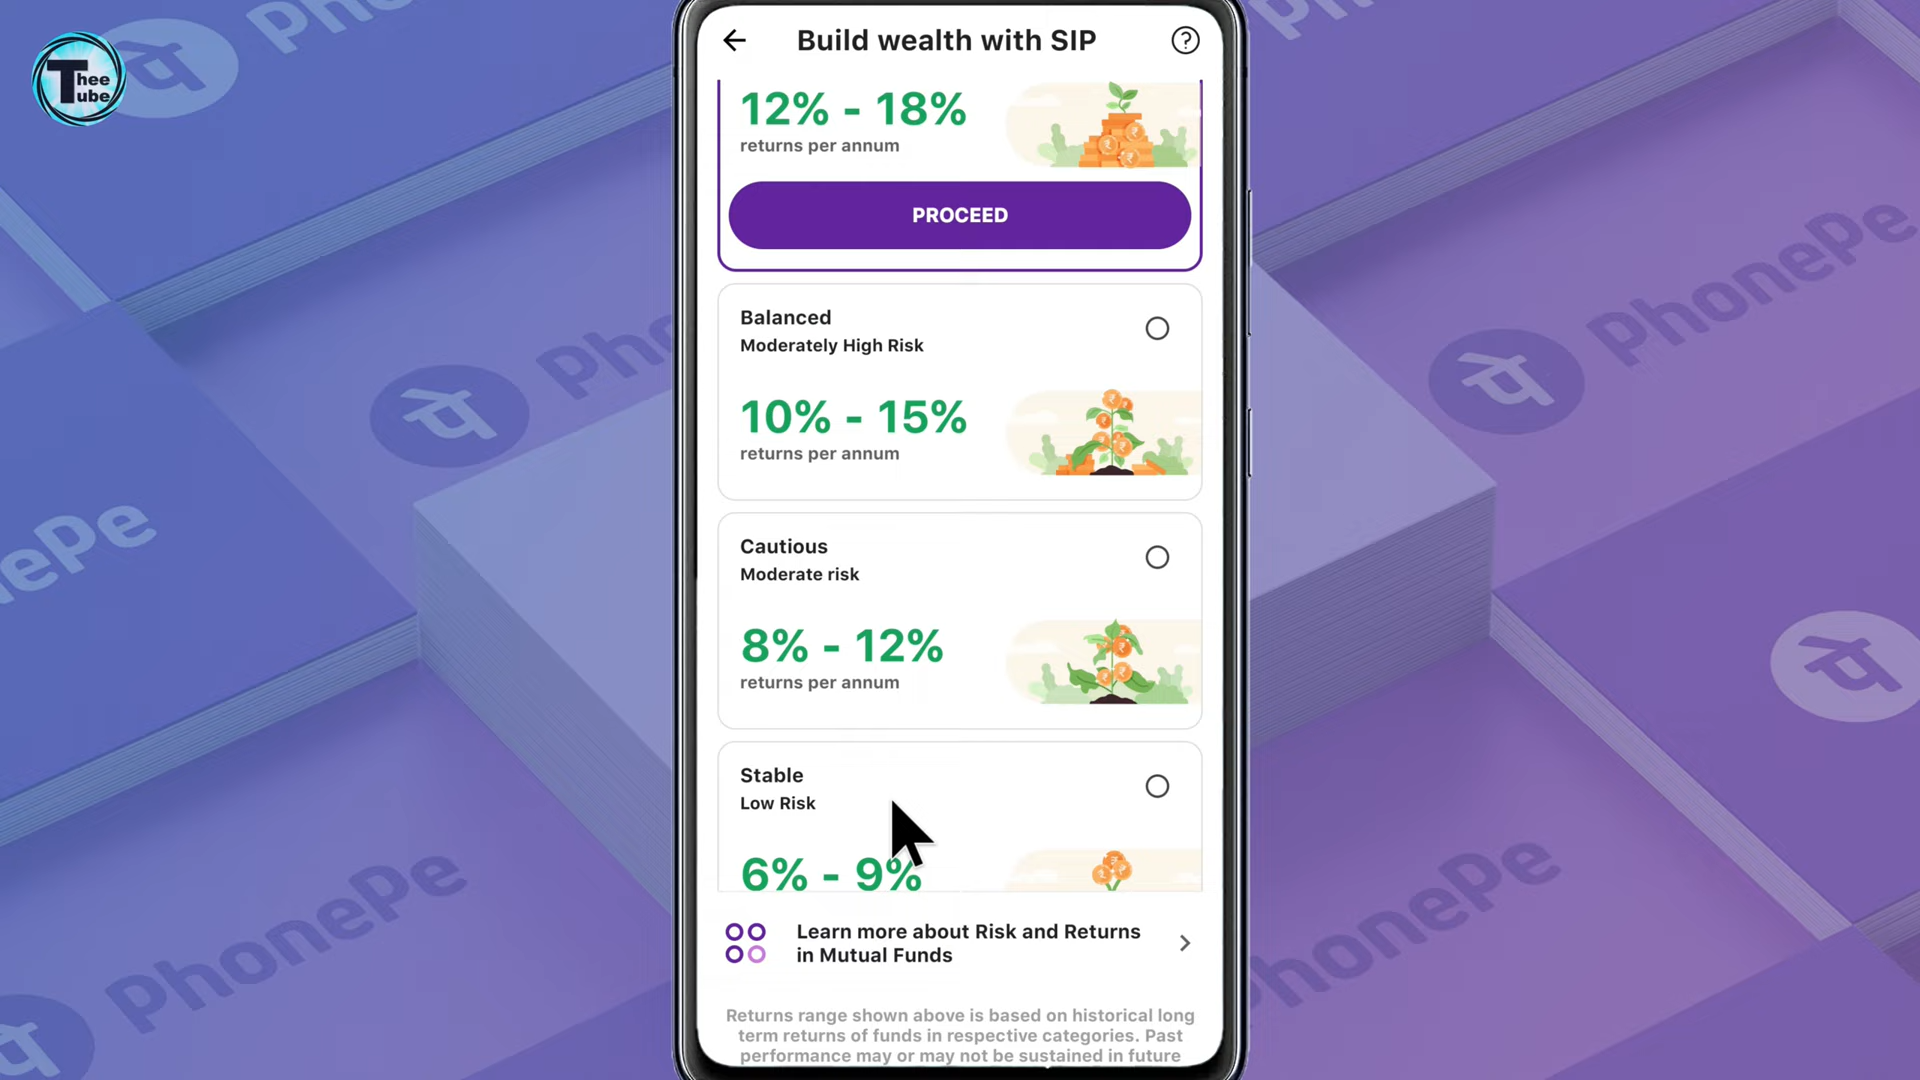 Thee
Tube
Build wealth with SIP
12% - 18%
returns per annum
PROCEED
Balanced
Moderately High Risk
10% - 15%
returns per annum
Cautious
Moderate risk
8% - 12%
returns per annum
Stable
Low Risk
6% - 9%
Learn more about Risk and Returns
in Mutual Funds
Returns range shown above is based on historical long
term returns of funds in respective categories. Past
performance may or may not be sustained in future
PhonePe
पे
PhonePe
पे
PhonePe
पे